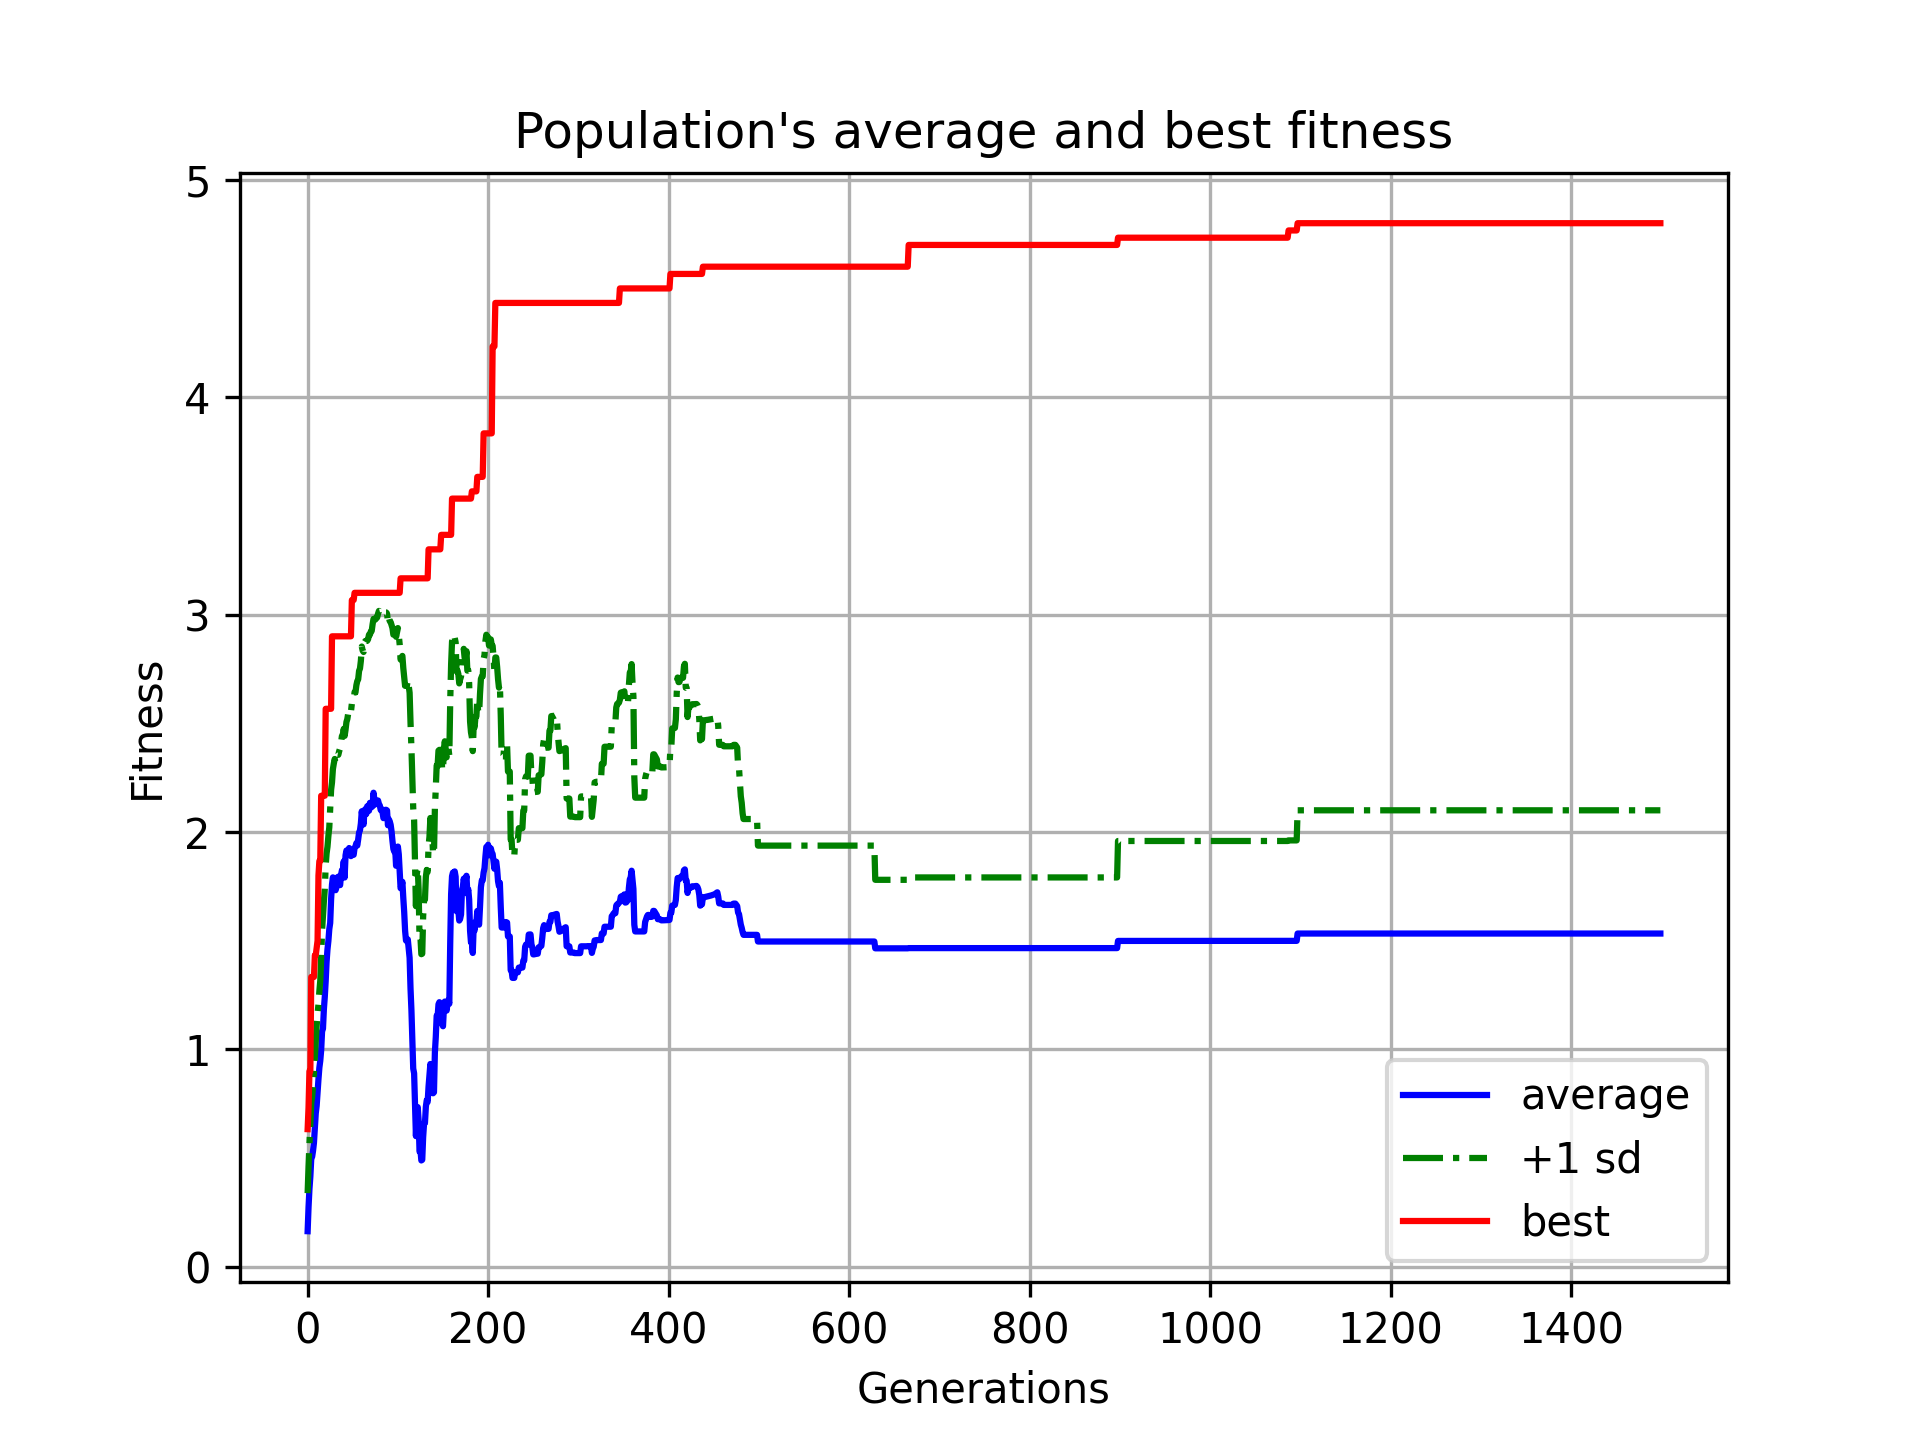 Population's average and best fitness
5
4
3
2
1
0
Fitness
0 200 400 600 800 1000 1200 1400
Generations
average
+1 sd
best